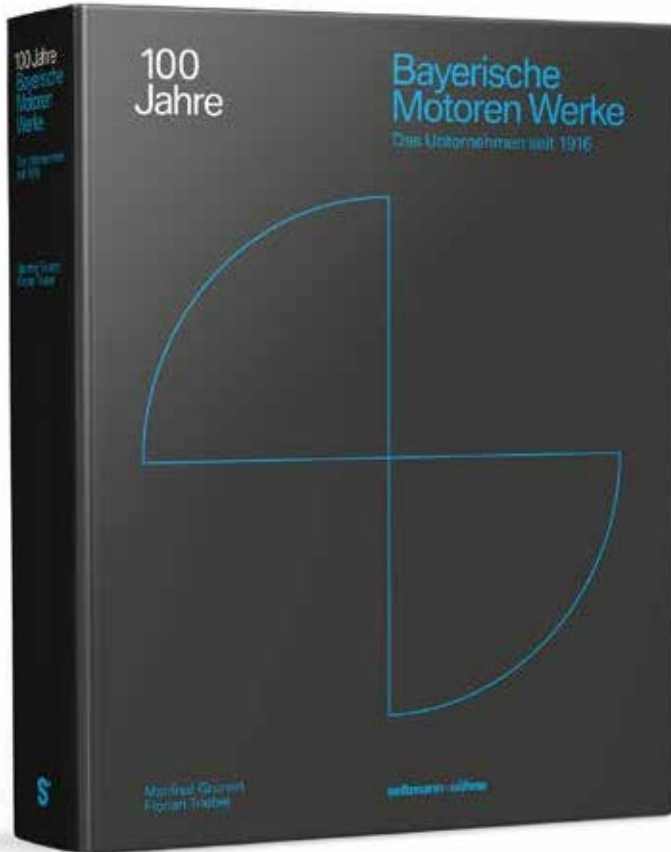 100 Jahre
Bayerische
Motoren
Werke
100
Jahre
Bayerische
Motoren Werke
Das Unternehmen seit 1916
Manfred Grunert
Florian Triebel
seltmann+söhne
S